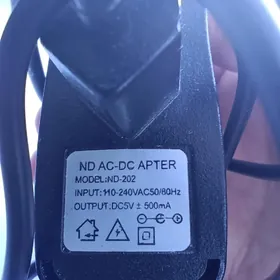 ND AC-DC APTER
MODEL:ND-202
INPUT:110-240VAC50/60Hz
OUTPUT:DC5V ± 500mA